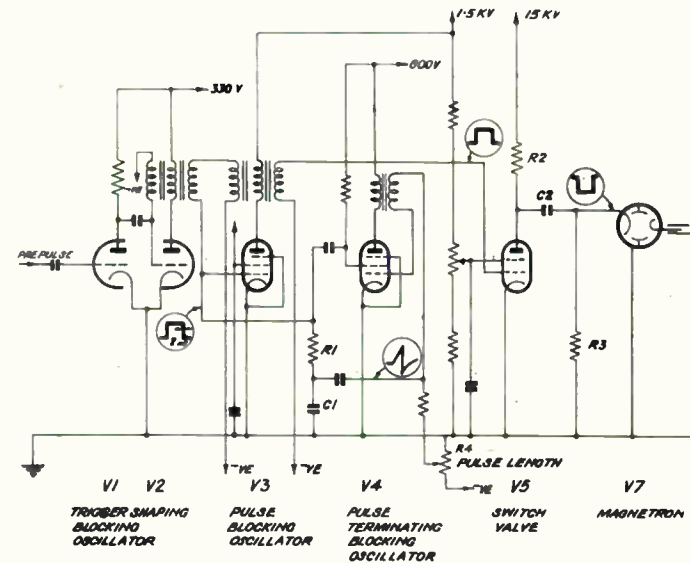 1·5 KV
15 KV
330 V
600V
R2
C2
-VE
PREPULSE
R1
R3
C1
R4
PULSE LENGTH
-VE
-VE
-VE
V1
V2
V3
V4
V5
V7
TRIGGER SHAPING
BLOCKING
OSCILLATOR
PULSE
BLOCKING
OSCILLATOR
PULSE
TERMINATING
BLOCKING
OSCILLATOR
SWITCH
VALVE
MAGNETRON